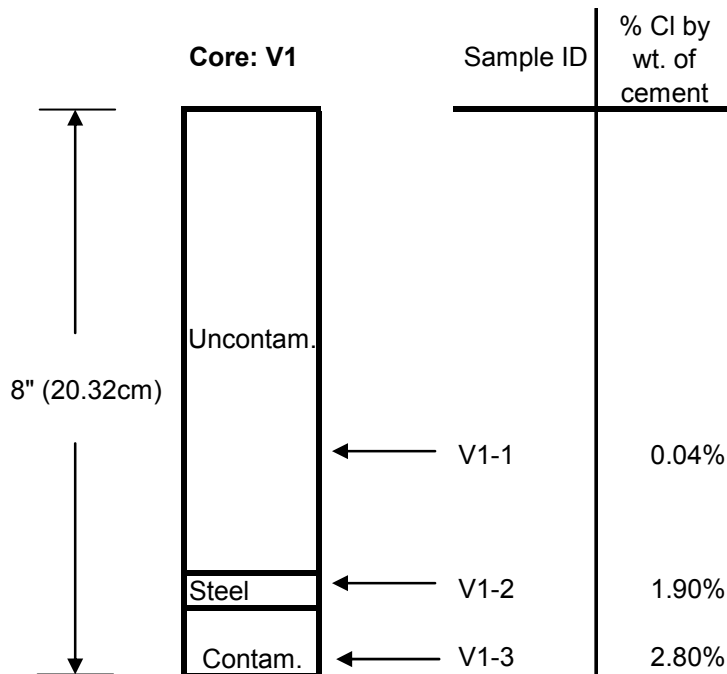 Core: V1
Sample ID
% Cl by
wt. of
cement
Uncontam.
8" (20.32cm)
V1-1 0.04%
Steel V1-2 1.90%
Contam. V1-3 2.80%